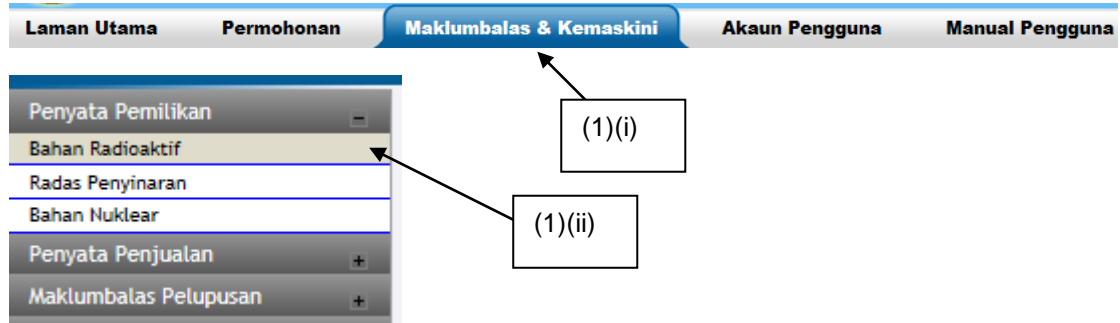 Laman Utama Permohonan Maklumbalas & Kemaskini Akaun Pengguna Manual Pengguna
(1)(i)
Penyata Pemilikan -
Bahan Radioaktif
Radas Penyinaran
Bahan Nuklear
(1)(ii)
Penyata Penjualan +
Maklumbalas Pelupusan +